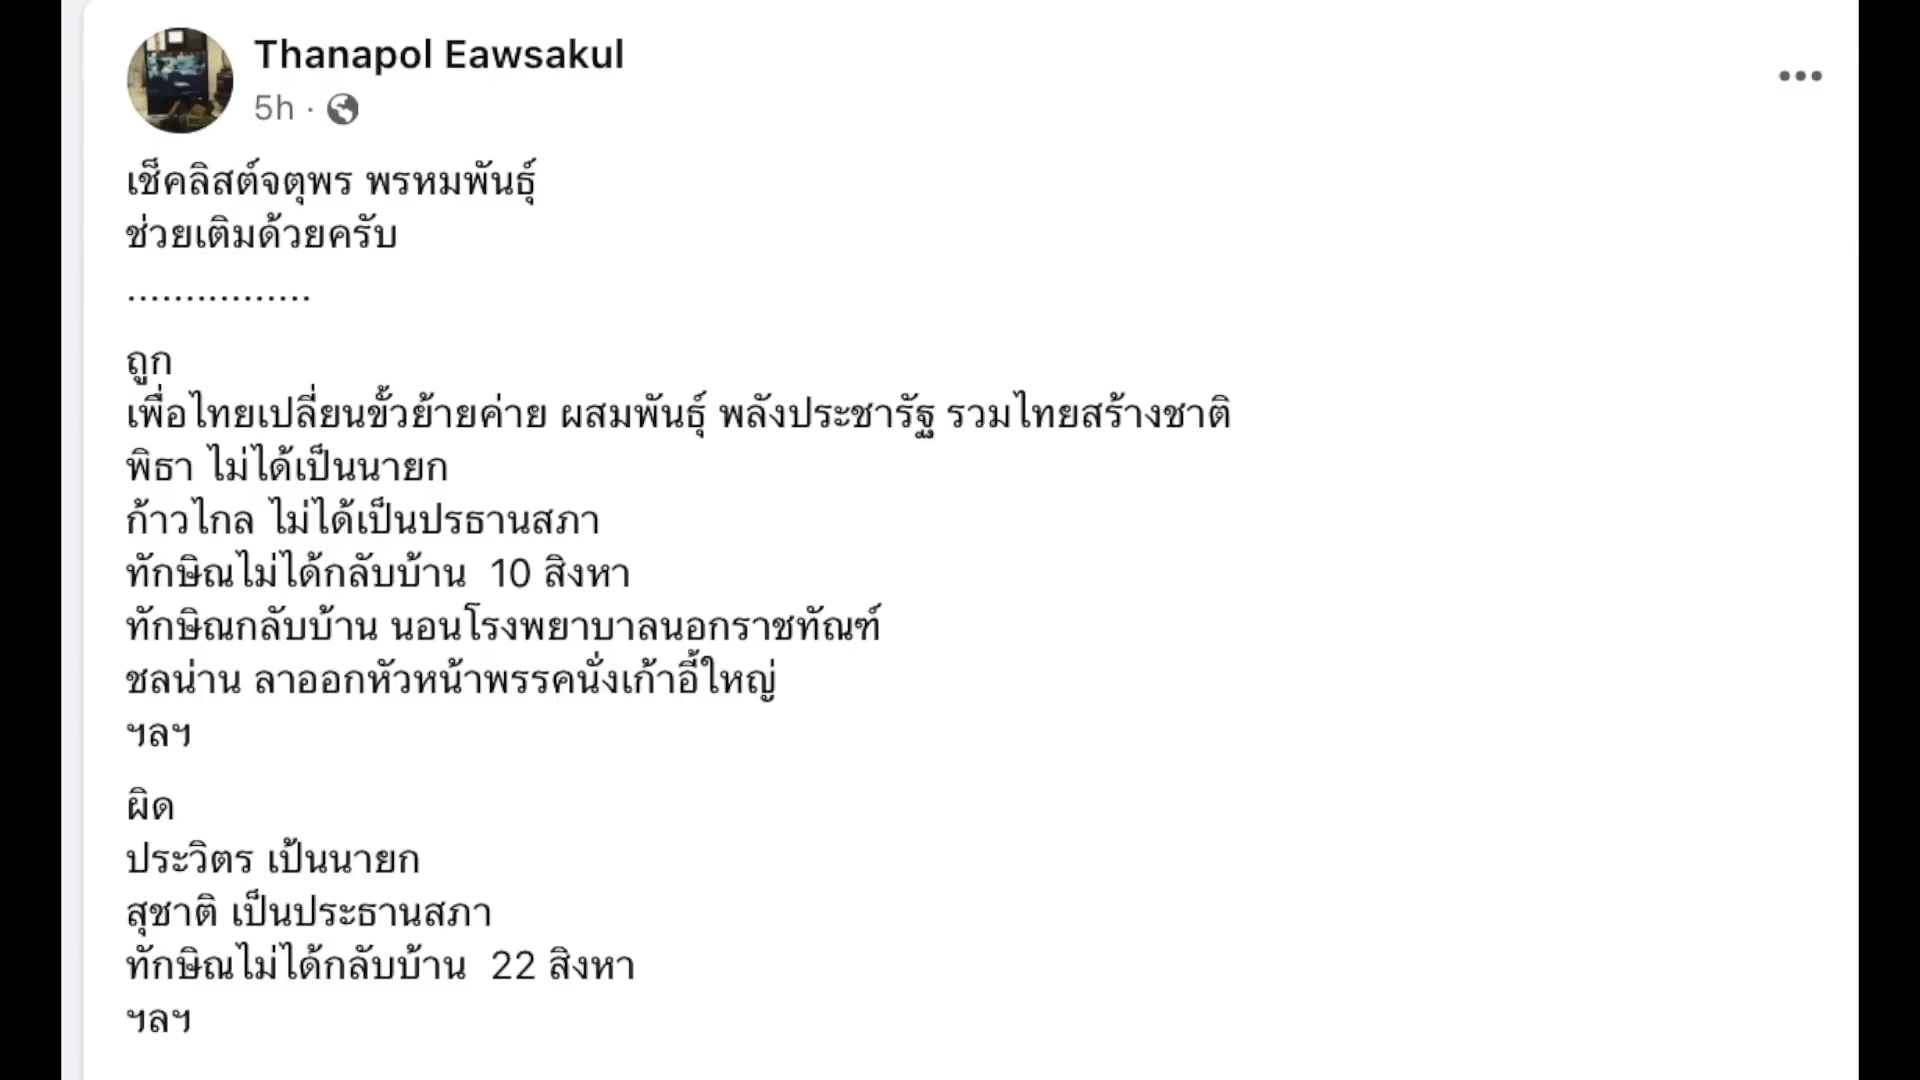 Thanapol Eawsakul
5h ·
เช็คลิสต์จตุพร พรหมพันธุ์
ช่วยเติมด้วยครับ
................
ถูก
เพื่อไทยเปลี่ยนขั้วย้ายค่าย ผสมพันธุ์ พลังประชารัฐ รวมไทยสร้างชาติ
พิธา ไม่ได้เป็นนายก
ก้าวไกล ไม่ได้เป็นปรธานสภา
ทักษิณไม่ได้กลับบ้าน 10 สิงหา
ทักษิณกลับบ้าน นอนโรงพยาบาลนอกราชทัณฑ์
ชลน่าน ลาออกหัวหน้าพรรคนั่งเก้าอี้ใหญ่
ฯลฯ
ผิด
ประวิตร เป้นนายก
สุชาติ เป็นประธานสภา
ทักษิณไม่ได้กลับบ้าน 22 สิงหา
ฯลฯ